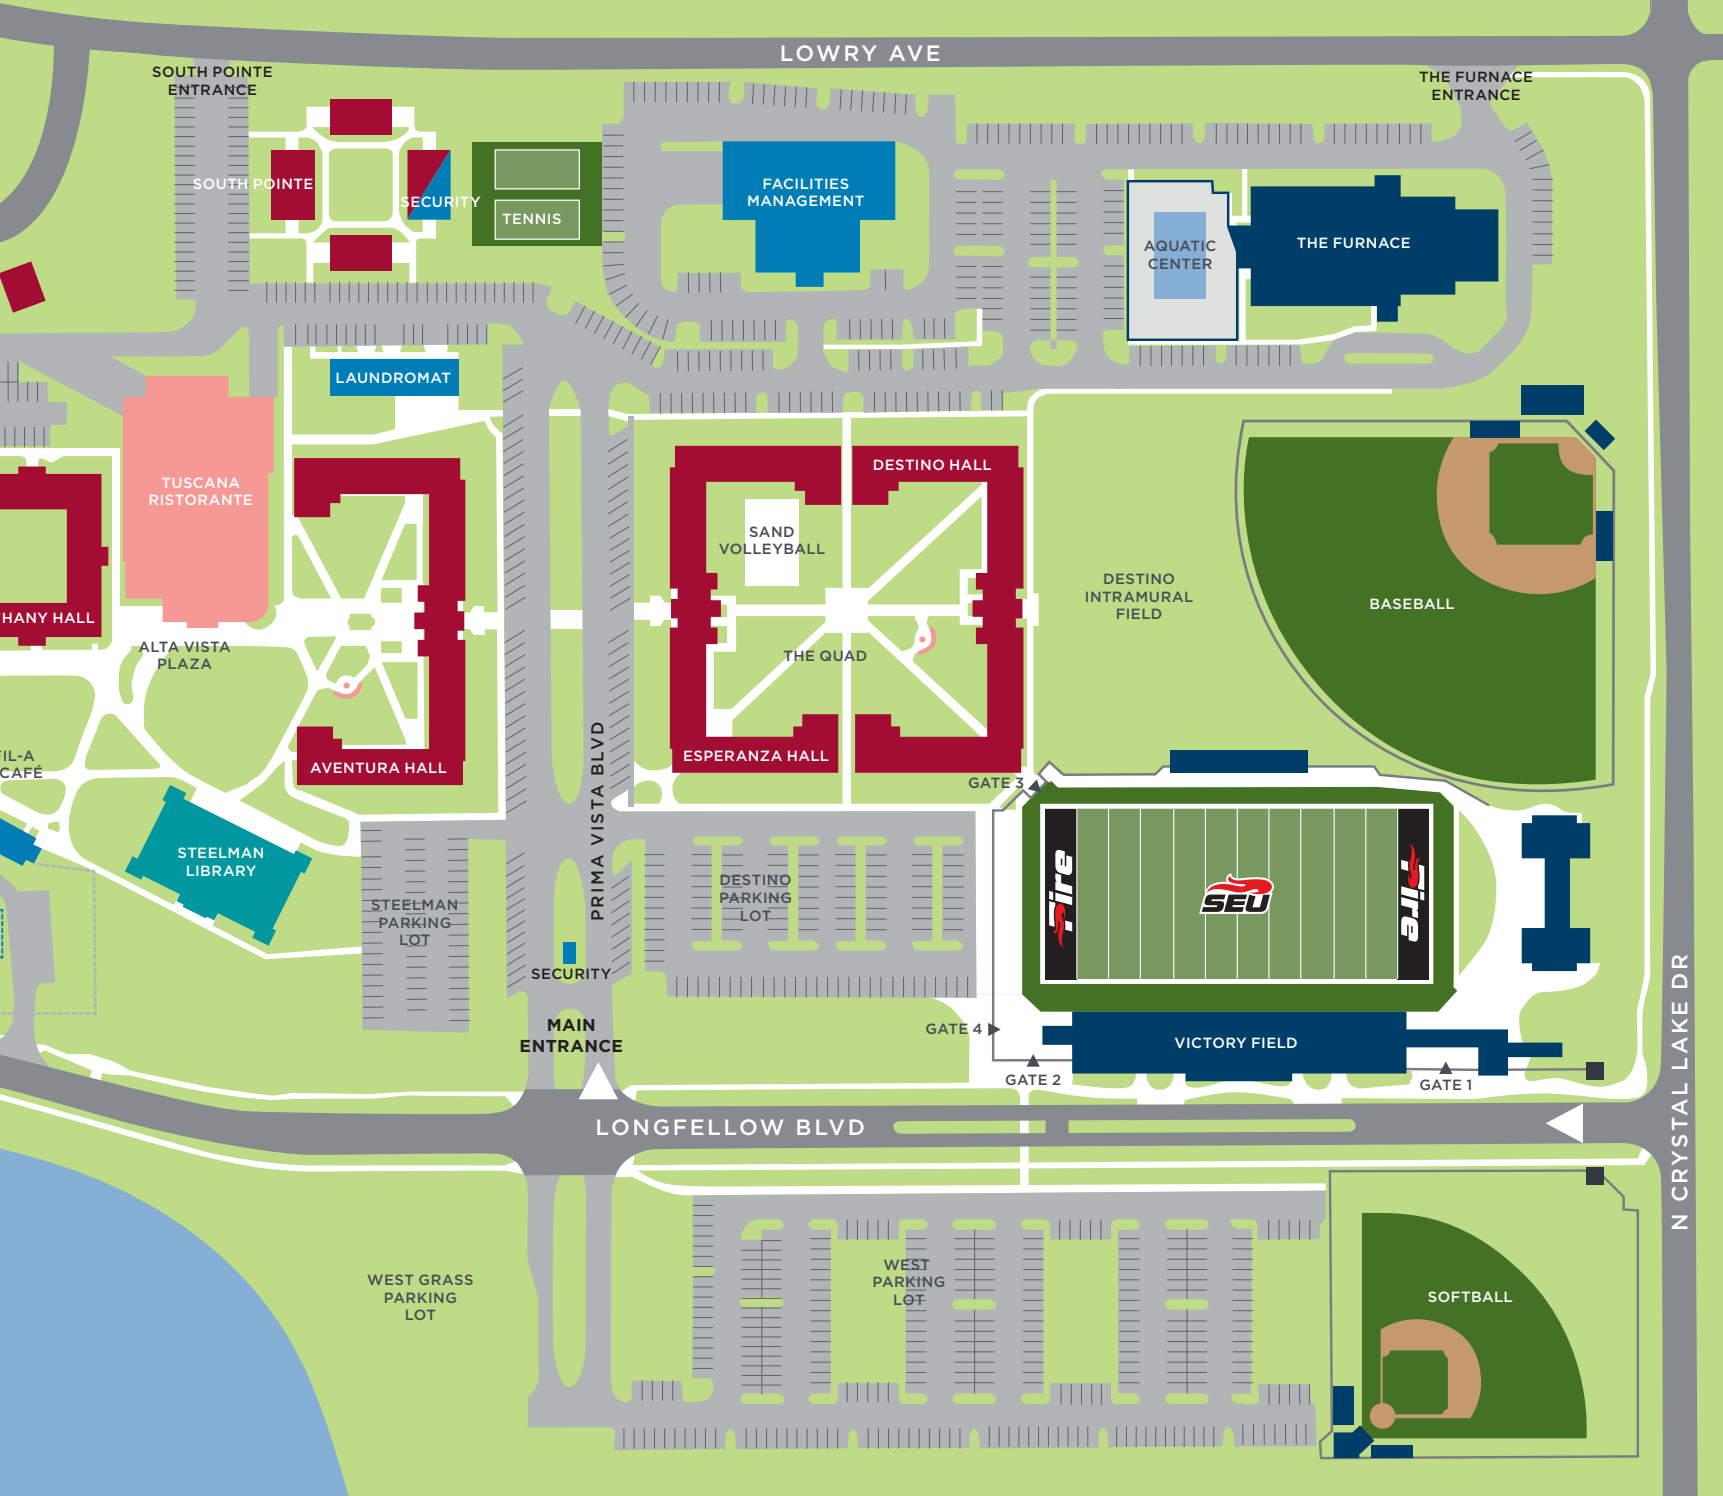 LOWRY AVE
SOUTH POINTE
ENTRANCE
THE FURNACE
ENTRANCE
SOUTH POINTE
SECURITY
TENNIS
FACILITIES
MANAGEMENT
AQUATIC
CENTER
THE FURNACE
LAUNDROMAT
TUSCANA
RISTORANTE
DESTINO HALL
SAND
VOLLEYBALL
DESTINO
INTRAMURAL
FIELD
BASEBALL
HANY HALL
ALTA VISTA
PLAZA
THE QUAD
FIL-A
CAFÉ
AVENTURA HALL
ESPERANZA HALL
PRIMA VISTA BLVD
GATE 3
STEELMAN
LIBRARY
STEELMAN
PARKING
LOT
DESTINO
PARKING
LOT
Fire
SEU
Fire
SECURITY
MAIN
ENTRANCE
GATE 4
VICTORY FIELD
GATE 2
GATE 1
LONGFELLOW BLVD
N CRYSTAL LAKE DR
WEST GRASS
PARKING
LOT
WEST
PARKING
LOT
SOFTBALL